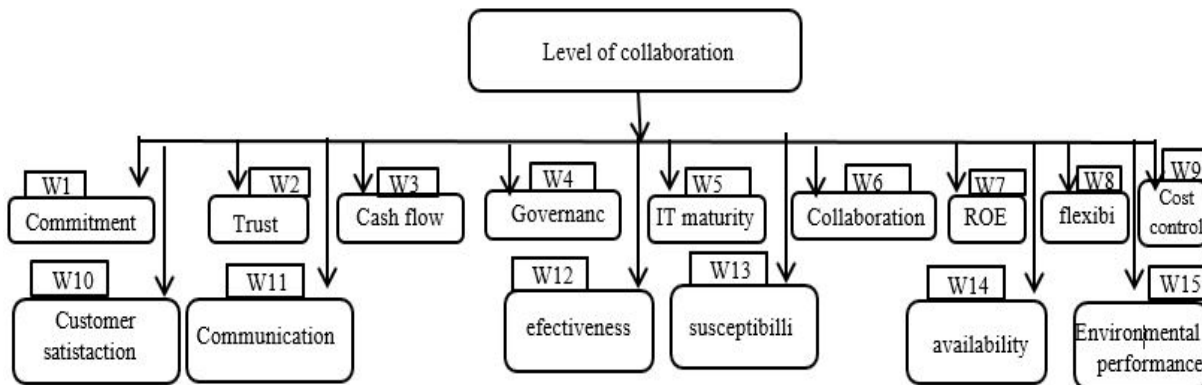 Level of collaboration
W1
W2
W3
W4
W5
W6
W7
W8
W9
Commitment
Trust
Cash flow
Governanc
IT maturity
Collaboration
ROE
flexibi
Cost
control
W10
W11
W12
W13
W14
W15
Customer
satistaction
Communication
efectiveness
susceptibilli
availability
Environmental
performance